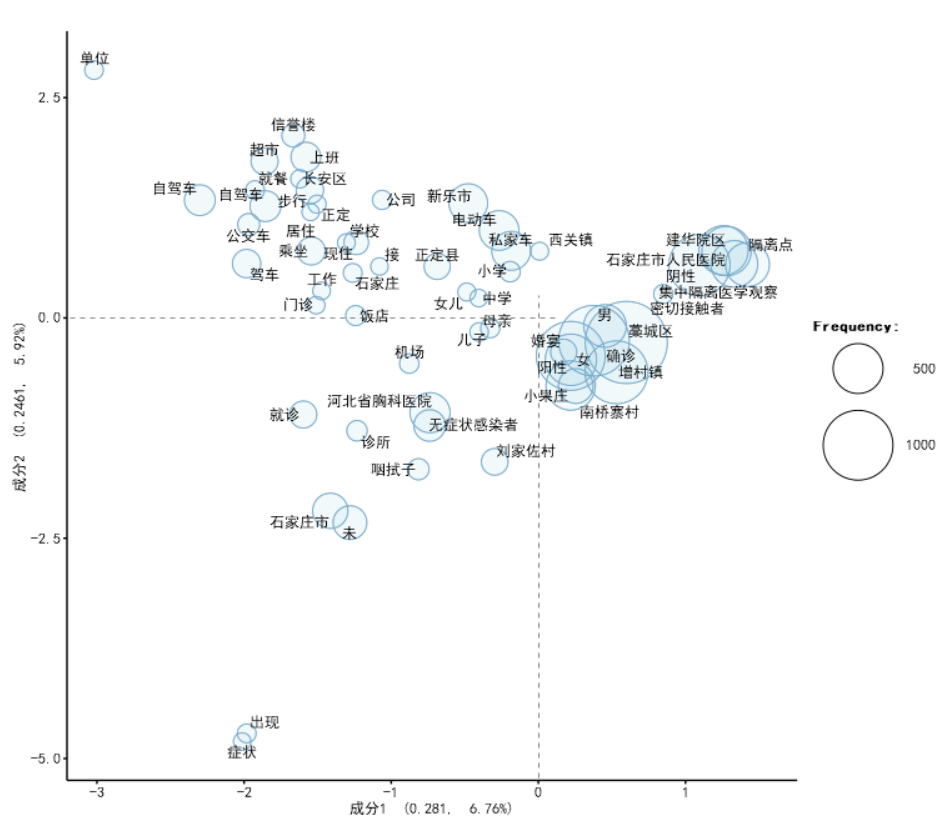 单位
2.5
信誉楼
超市
上班
就餐
长安区
自驾车
自驾车
步行
公司
新乐市
正定
电动车
公交车
居住
学校
私家车
西关镇
建华院区
隔离点
乘坐
现住
接
正定县
石家庄市人民医院
驾车
小学
阴性
工作
石家庄
集中隔离医学观察
门诊
女儿
中学
密切接触者
0.0
饭店
母亲
男
藁城区
儿子
婚宴
机场
女
确诊
阳性
增村镇
小果庄
南桥寨村
河北省胸科医院
就诊
无症状感染者
诊所
刘家佐村
咽拭子
石家庄市
未
-2.5
出现
症状
-5.0
-3
-2
-1
0
1
成分1 (0.281, 6.76%)
成分2 (0.2461, 5.92%)
Frequency:
500
1000